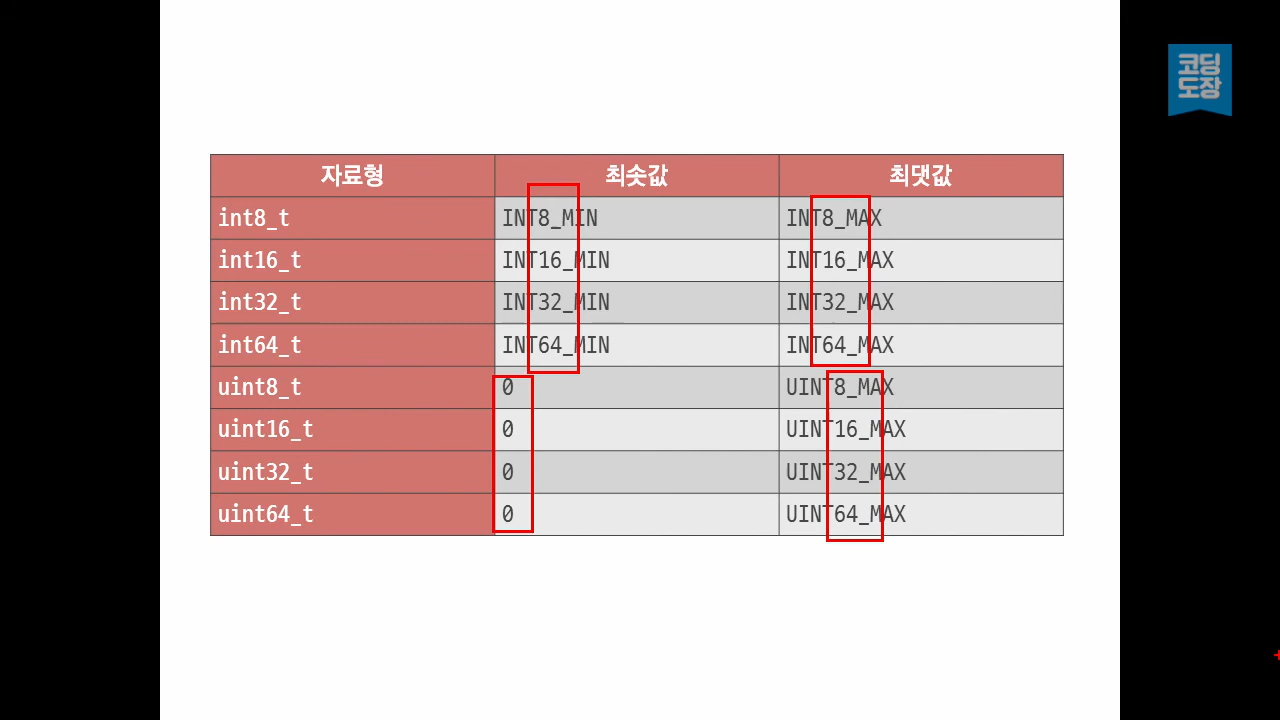 코딩
도장
자료형 최솟값 최댓값
int8_t INT8_MIN INT8_MAX
int16_t INT16_MIN INT16_MAX
int32_t INT32_MIN INT32_MAX
int64_t INT64_MIN INT64_MAX
uint8_t 0 UINT8_MAX
uint16_t 0 UINT16_MAX
uint32_t 0 UINT32_MAX
uint64_t 0 UINT64_MAX